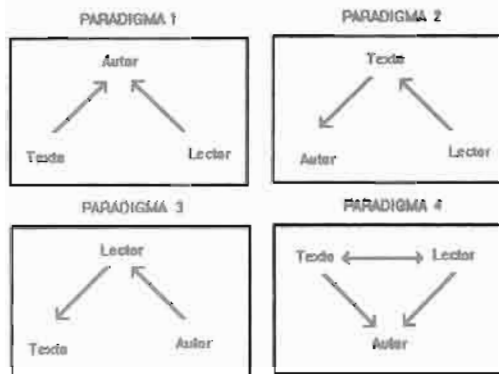 PARADIGMA 1
Autor
Texto
Lector
PARADIGMA 2
Texto
Autor
Lector
PARADIGMA 3
Lector
Texto
Autor
PARADIGMA 4
Texto
Lector
Autor